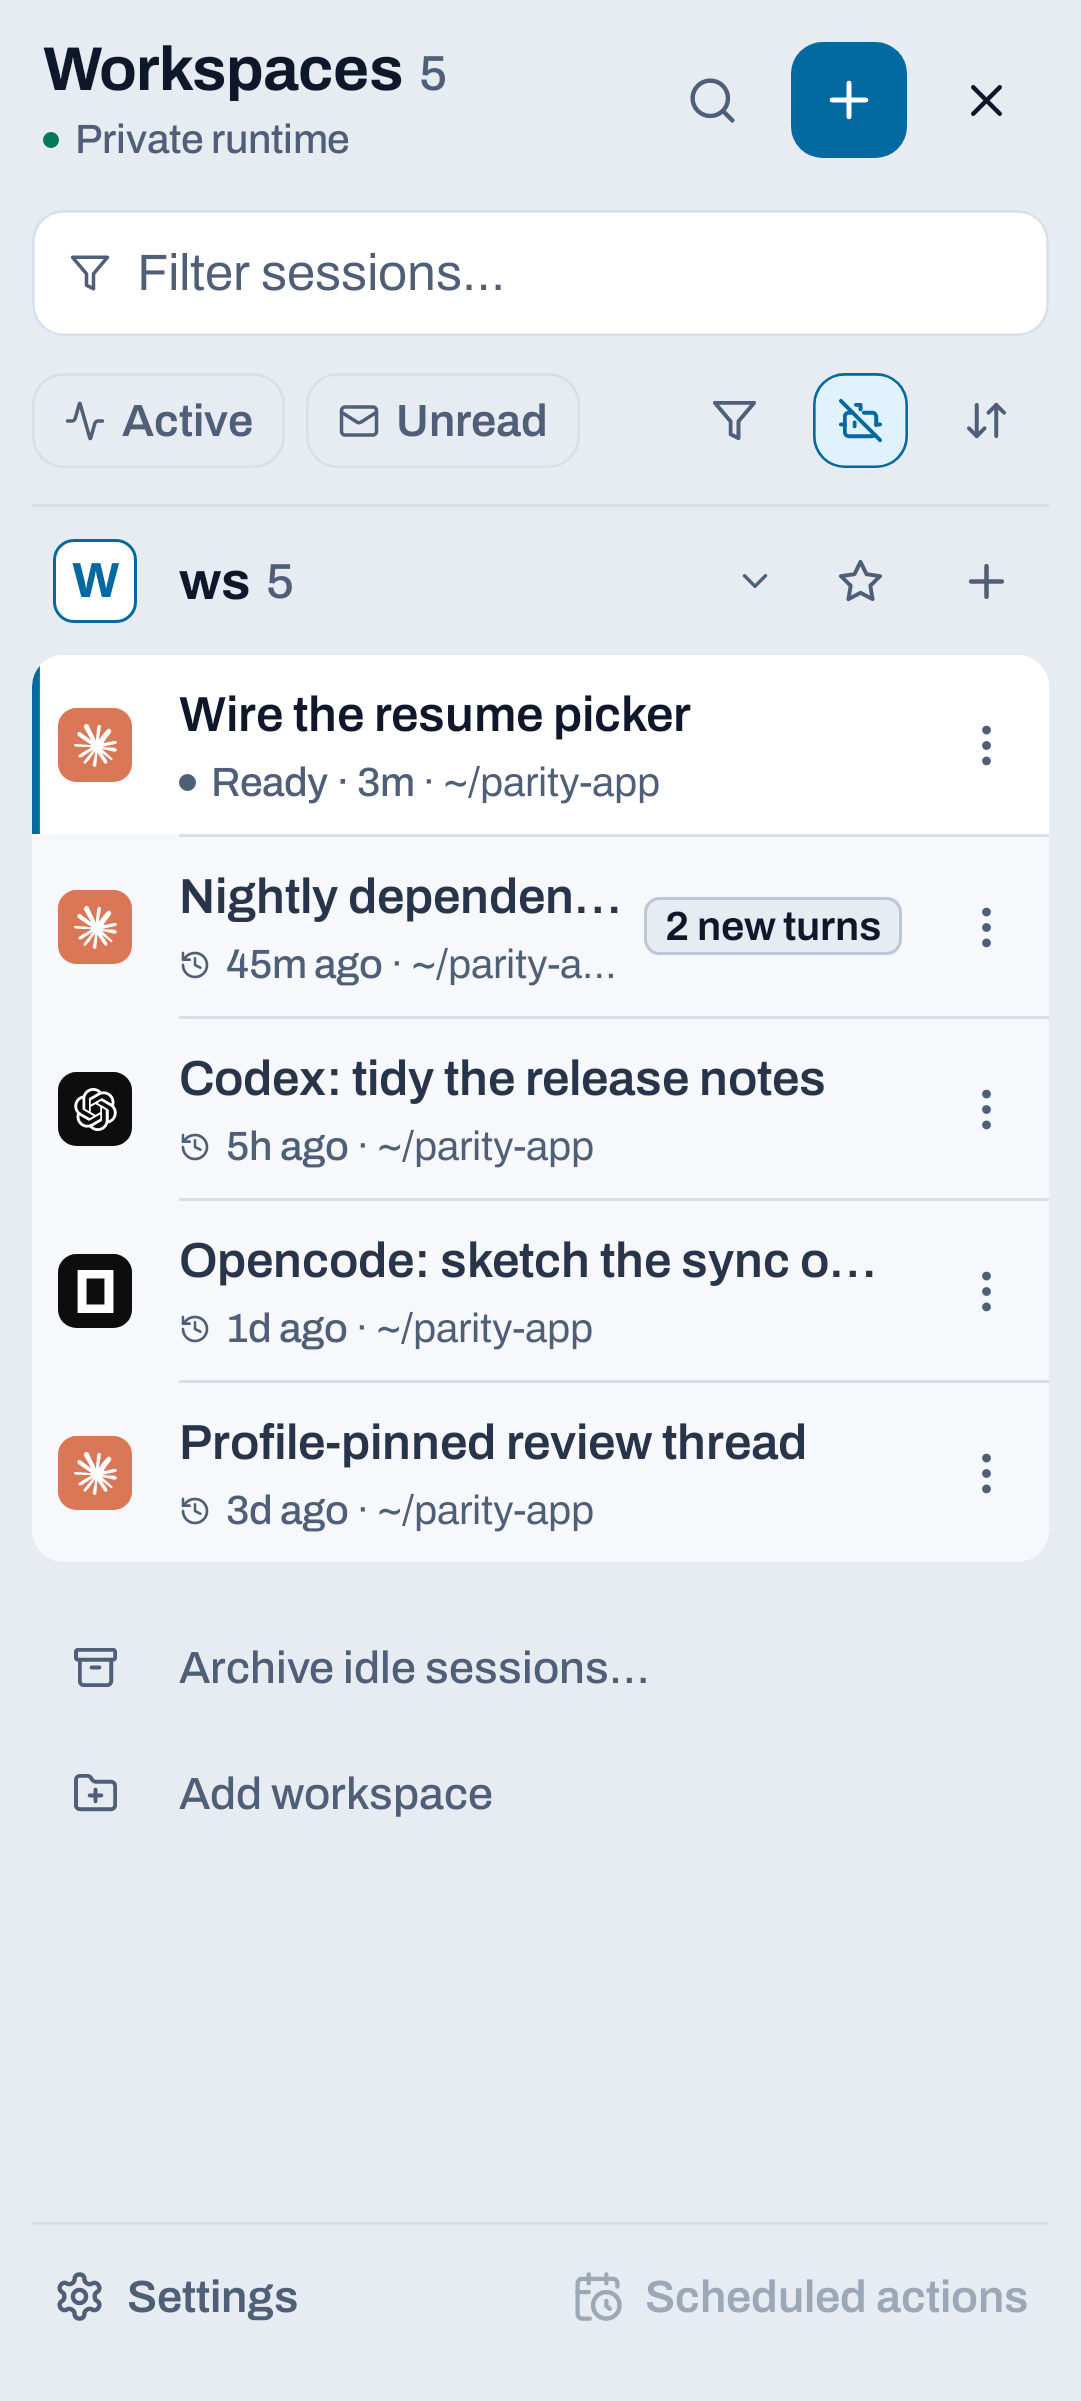 Workspaces 5
Private runtime
Filter sessions...
Active
Unread
W
ws 5
Wire the resume picker
Ready · 3m · ~/parity-app
Nightly dependen...
2 new turns
45m ago · ~/parity-a...
Codex: tidy the release notes
5h ago · ~/parity-app
Opencode: sketch the sync o...
1d ago · ~/parity-app
Profile-pinned review thread
3d ago · ~/parity-app
Archive idle sessions...
Add workspace
Settings
Scheduled actions